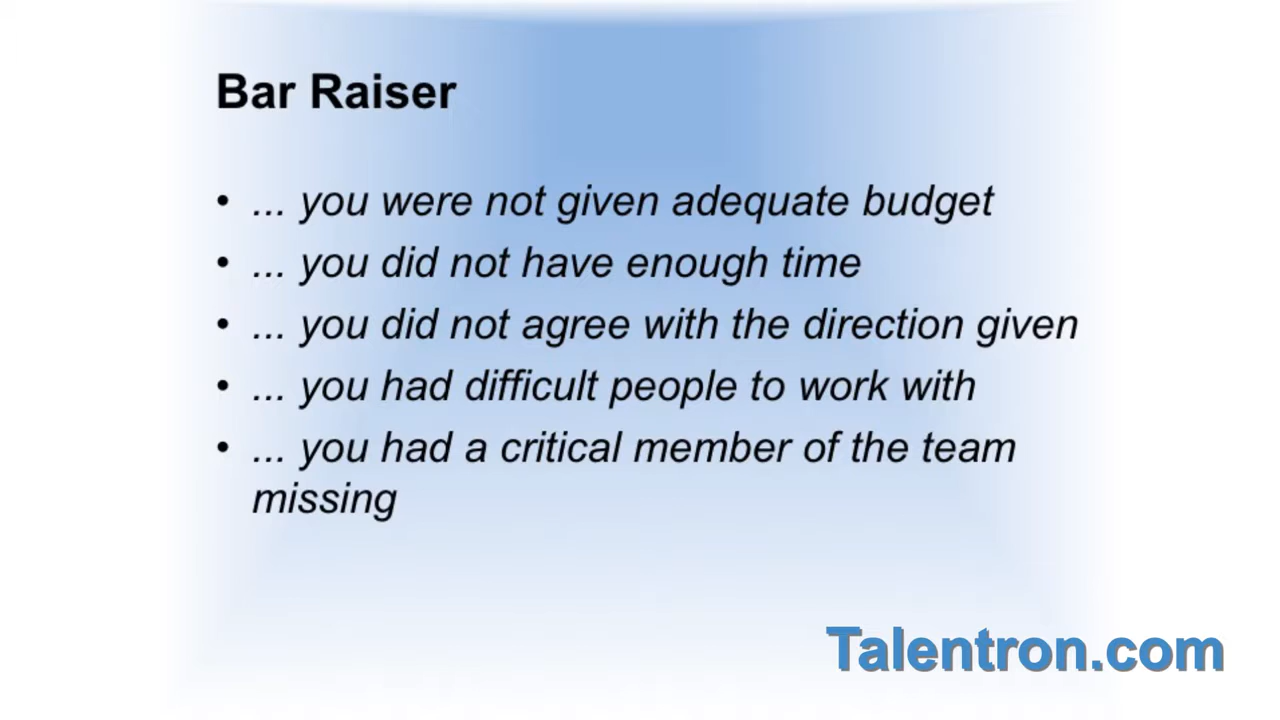 Bar Raiser
• ... you were not given adequate budget
• ... you did not have enough time
• ... you did not agree with the direction given
• ... you had difficult people to work with
• ... you had a critical member of the team
missing
Talentron.com